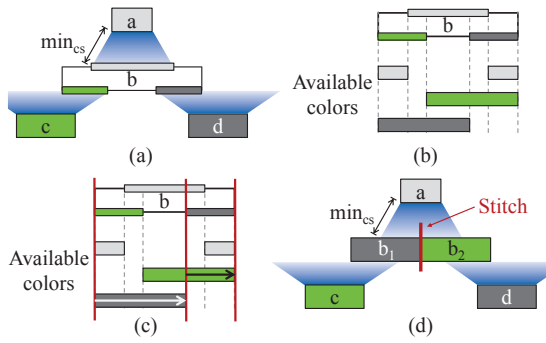 a
min_cs
b
c
d
(a)
b
Available
colors
(b)
b
Available
colors
(c)
a
min_cs
Stitch
b_1
b_2
c
d
(d)